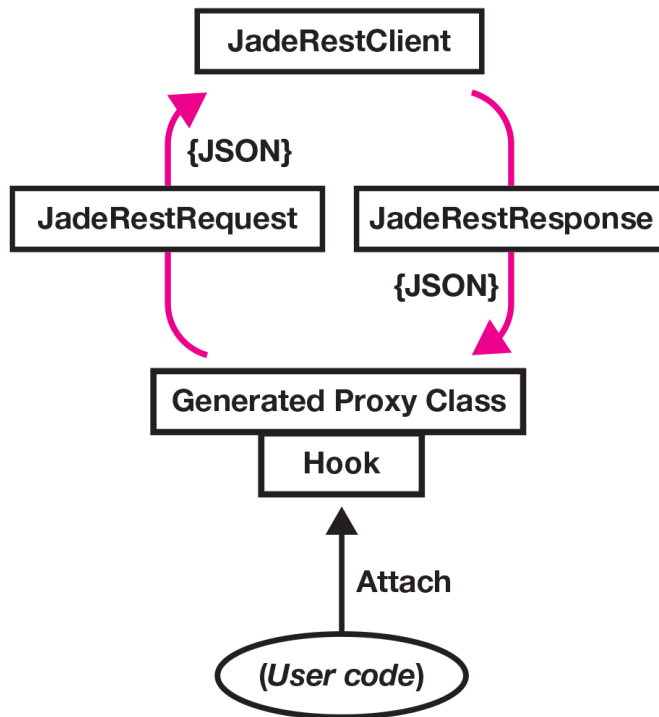 JadeRestClient
{JSON}
JadeRestRequest
JadeRestResponse
{JSON}
Generated Proxy Class
Hook
Attach
(User code)